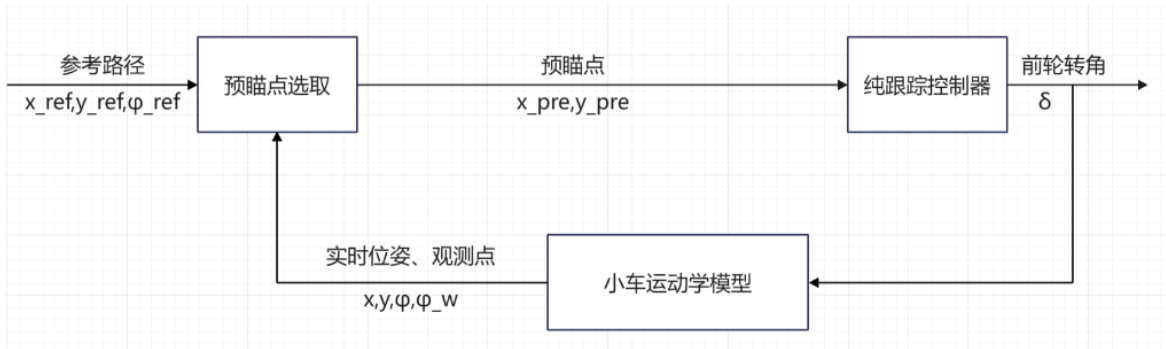 参考路径
x_ref,y_ref,φ_ref
预瞄点选取
预瞄点
x_pre,y_pre
纯跟踪控制器
前轮转角
δ
实时位姿、观测点
x,y,φ,φ_w
小车运动学模型